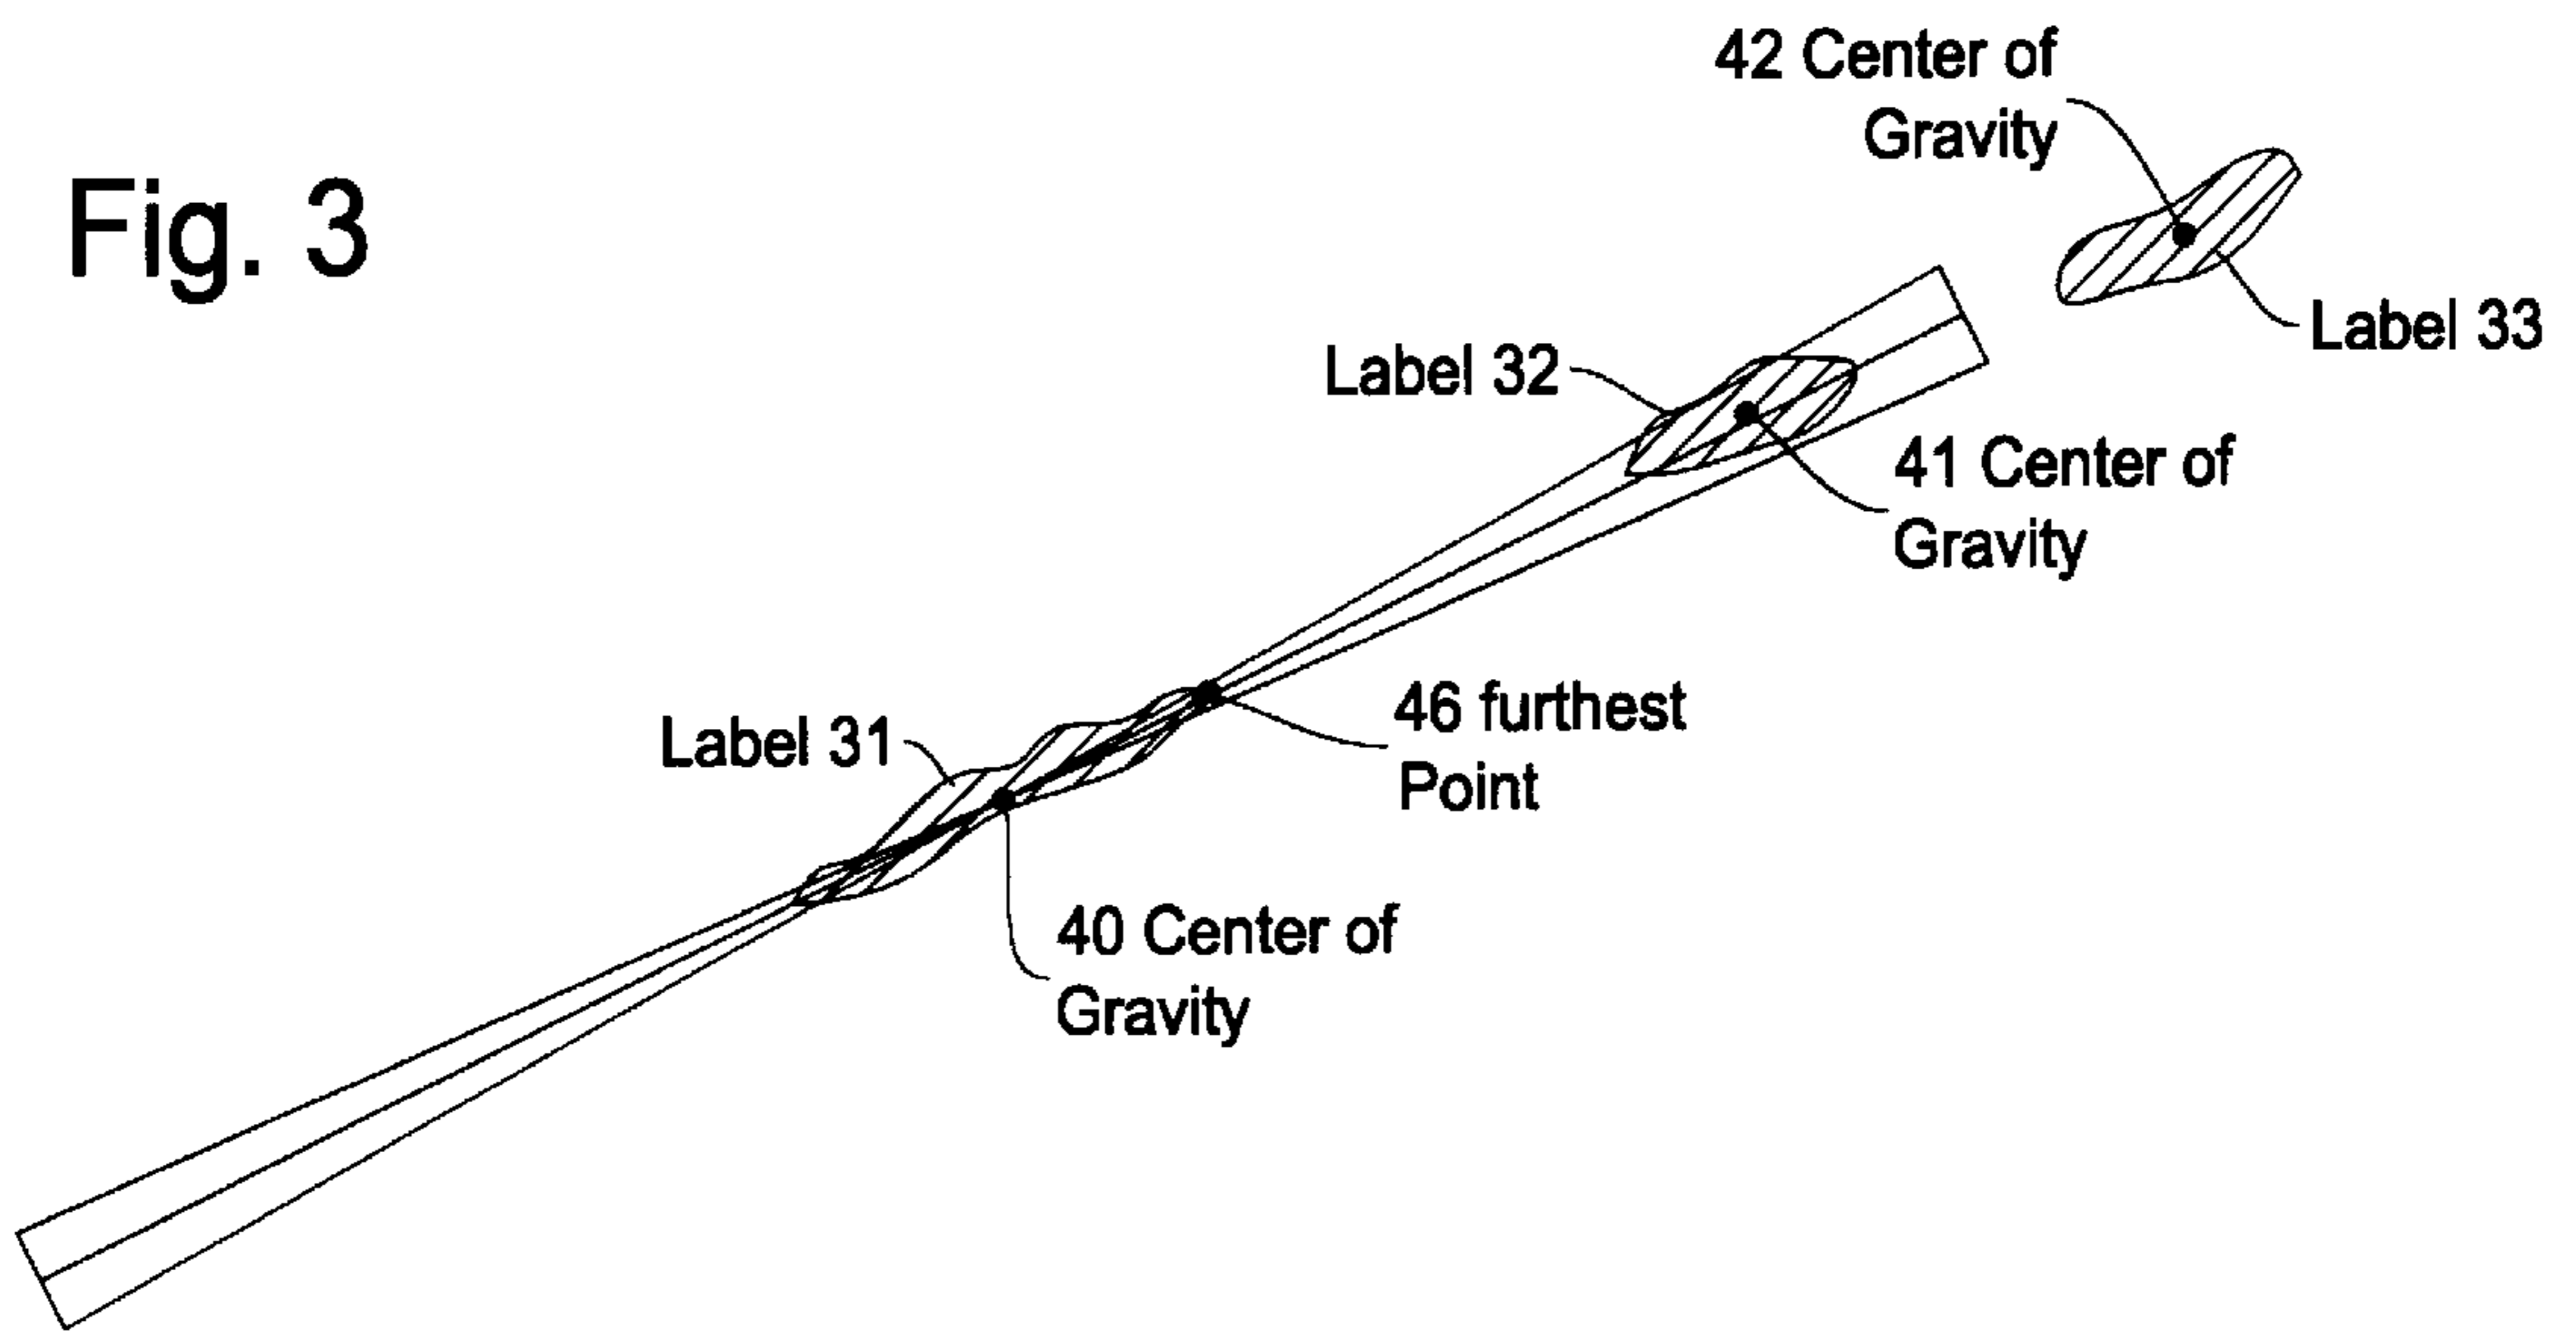 Fig. 3
42 Center of
Gravity
Label 33
Label 32
41 Center of
Gravity
46 furthest
Point
Label 31
40 Center of
Gravity